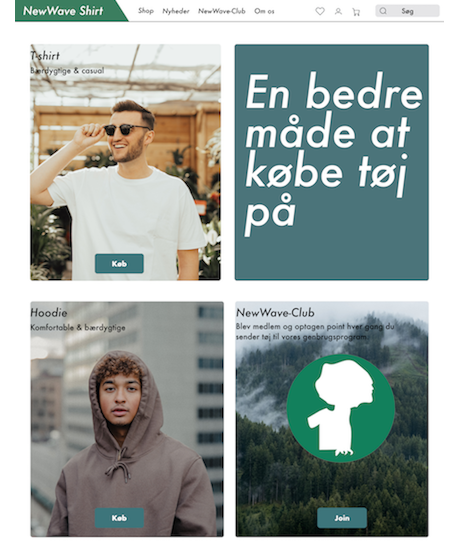 NewWave Shirt
Shop Nyheder NewWave-Club Om os
Søg
T-shirt
Bærdygtige & casual
Køb
En bedre
måde at
købe tøj
på
Hoodie
Komfortable & bærdygtige
Køb
NewWave-Club
Blev medlem og optagen point hver gang du
sender tøj til vores genbrugsprogram.
Join